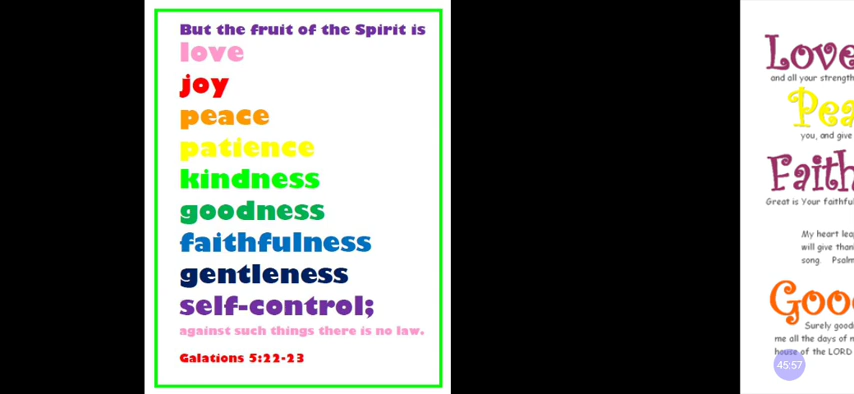 But the fruit of the Spirit is
love
joy
peace
patience
kindness
goodness
faithfulness
gentleness
self-control;
against such things there is no law.
Galations 5:22-23
Love
and all your strength
Pea
you, and give
Faith
Great is Your faithful
My heart leap
will give than
song. Psalm
Good
Surely good
me all the days of m
house of the LORD
45:57